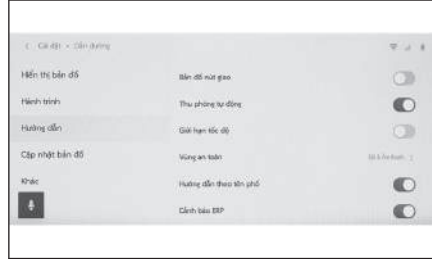 Cài đặt • Dẫn đường
Hiển thị bản đồ
Hành trình
Hướng dẫn
Cập nhật bản đồ
Khác
Bản đồ nút giao
Thu phóng tự động
Giới hạn tốc độ
Vùng an toàn
Hướng dẫn theo tên phố
Cảnh báo ERP